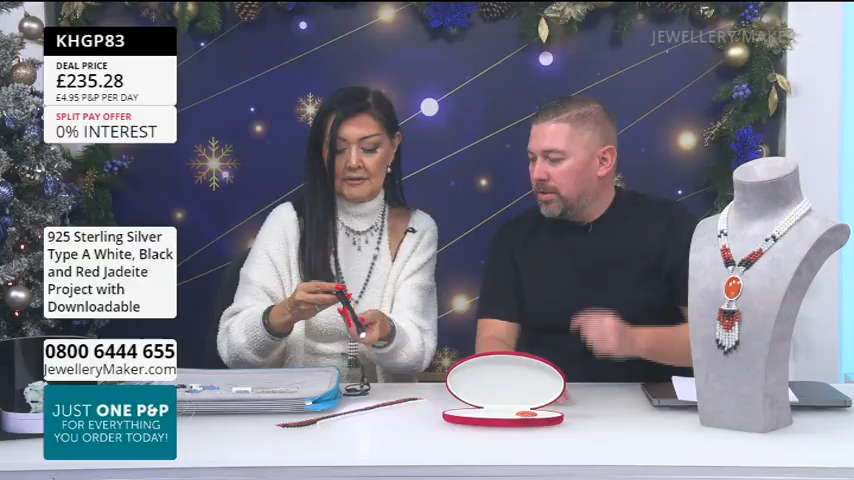 KHGP83
DEAL PRICE
£235.28
£4.95 P&P PER DAY
SPLIT PAY OFFER
0% INTEREST
925 Sterling Silver
Type A White, Black
and Red Jadeite
Project with
Downloadable
0800 6444 655
JewelleryMaker.com
JUST ONE P&P
FOR EVERYTHING
YOU ORDER TODAY!
JEWELLERY MAKER